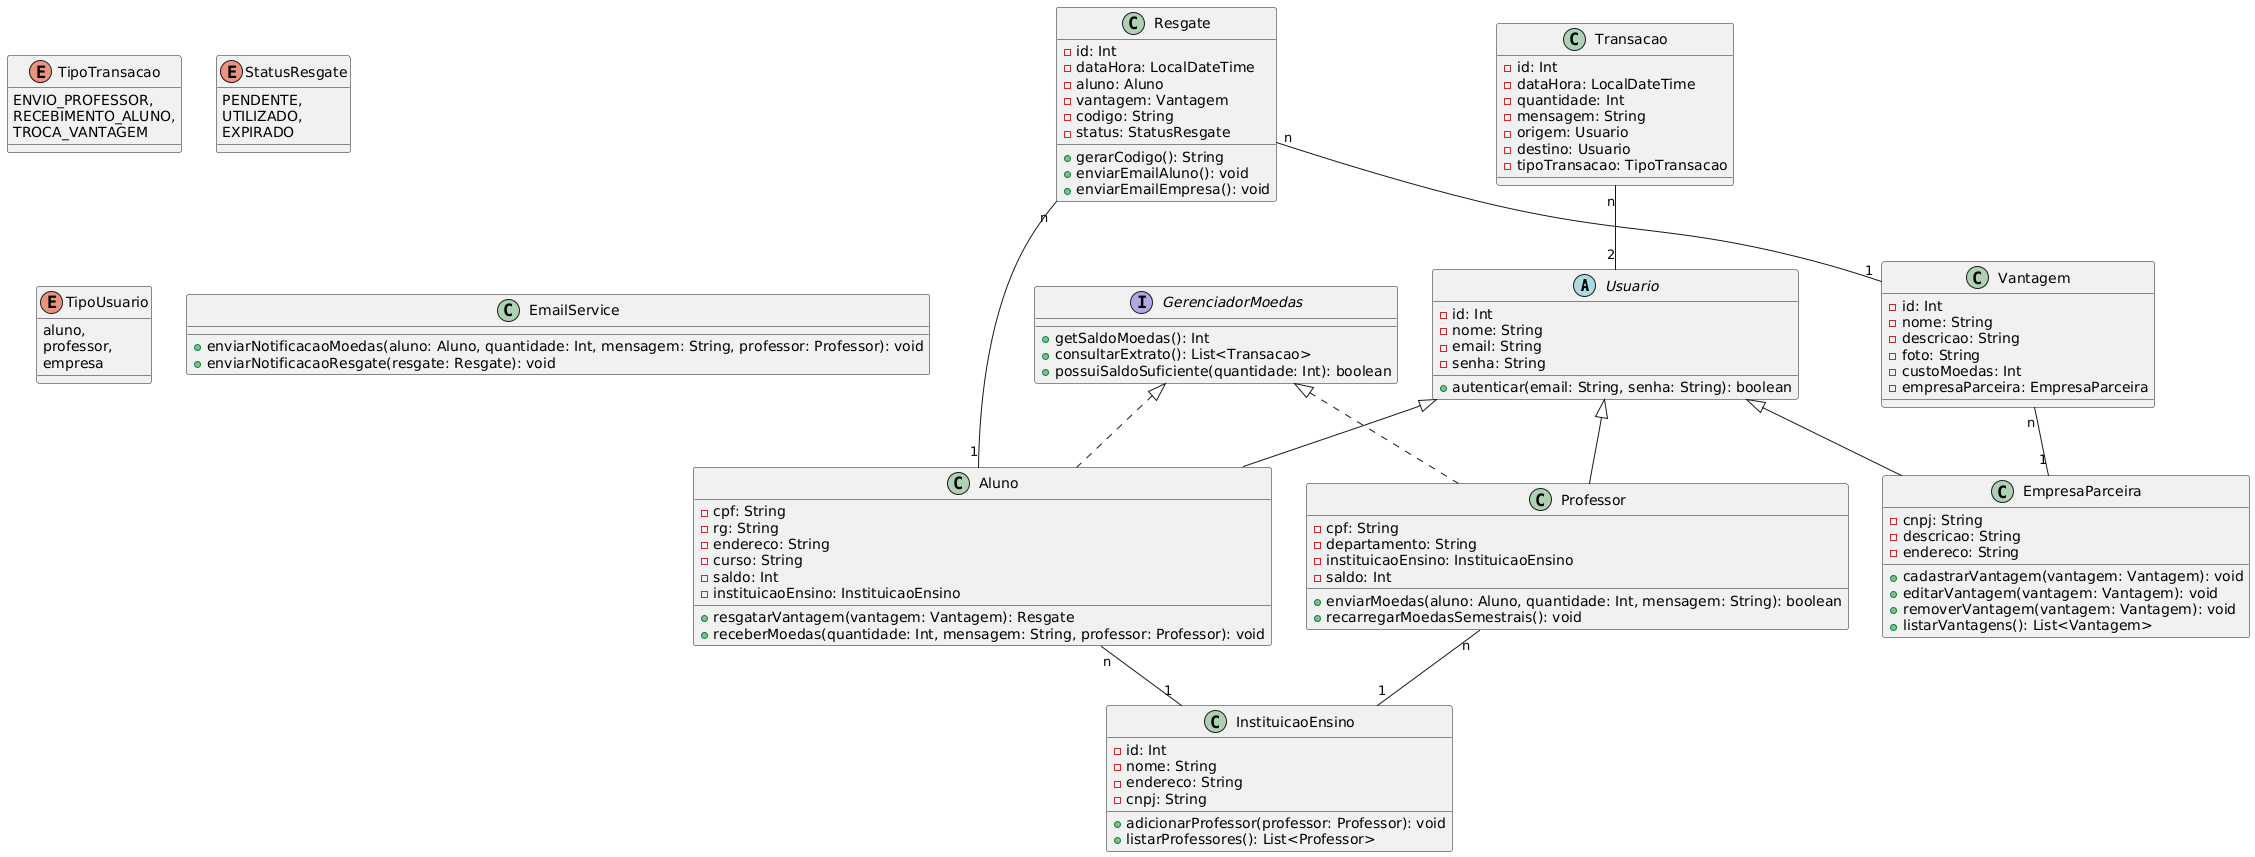 C Resgate
id: Int
dataHora: LocalDateTime
aluno: Aluno
vantagem: Vantagem
codigo: String
status: StatusResgate
gerarCodigo(): String
enviarEmailAluno(): void
enviarEmailEmpresa(): void
C Transacao
id: Int
dataHora: LocalDateTime
quantidade: Int
mensagem: String
origem: Usuario
destino: Usuario
tipoTransacao: TipoTransacao
E TipoTransacao
ENVIO_PROFESSOR,
RECEBIMENTO_ALUNO,
TROCA_VANTAGEM
E StatusResgate
PENDENTE,
UTILIZADO,
EXPIRADO
n
n
n
2
1
E TipoUsuario
aluno,
professor,
empresa
C EmailService
enviarNotificacaoMoedas(aluno: Aluno, quantidade: Int, mensagem: String, professor: Professor): void
enviarNotificacaoResgate(resgate: Resgate): void
I GerenciadorMoedas
getSaldoMoedas(): Int
consultarExtrato(): List<Transacao>
possuiSaldoSuficiente(quantidade: Int): boolean
A Usuario
id: Int
nome: String
email: String
senha: String
autenticar(email: String, senha: String): boolean
C Vantagem
id: Int
nome: String
descricao: String
foto: String
custoMoedas: Int
empresaParceira: EmpresaParceira
n
1
1
C Aluno
cpf: String
rg: String
endereco: String
curso: String
saldo: Int
instituicaoEnsino: InstituicaoEnsino
resgatarVantagem(vantagem: Vantagem): Resgate
receberMoedas(quantidade: Int, mensagem: String, professor: Professor): void
C Professor
cpf: String
departamento: String
instituicaoEnsino: InstituicaoEnsino
saldo: Int
enviarMoedas(aluno: Aluno, quantidade: Int, mensagem: String): boolean
recarregarMoedasSemestrais(): void
C EmpresaParceira
cnpj: String
descricao: String
endereco: String
cadastrarVantagem(vantagem: Vantagem): void
editarVantagem(vantagem: Vantagem): void
removerVantagem(vantagem: Vantagem): void
listarVantagens(): List<Vantagem>
n
n
1
1
C InstituicaoEnsino
id: Int
nome: String
endereco: String
cnpj: String
adicionarProfessor(professor: Professor): void
listarProfessores(): List<Professor>